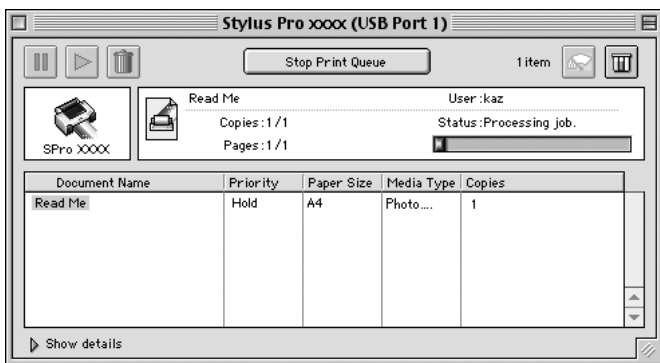 Stylus Pro xxxx (USB Port 1)
Stop Print Queue
1 item
Read Me
User:kaz
Copies:1/1
Status:Processing job.
Pages:1/1
SPro XXXX
Document Name Priority Paper Size Media Type Copies
Read Me Hold A4 Photo.... 1
Show details